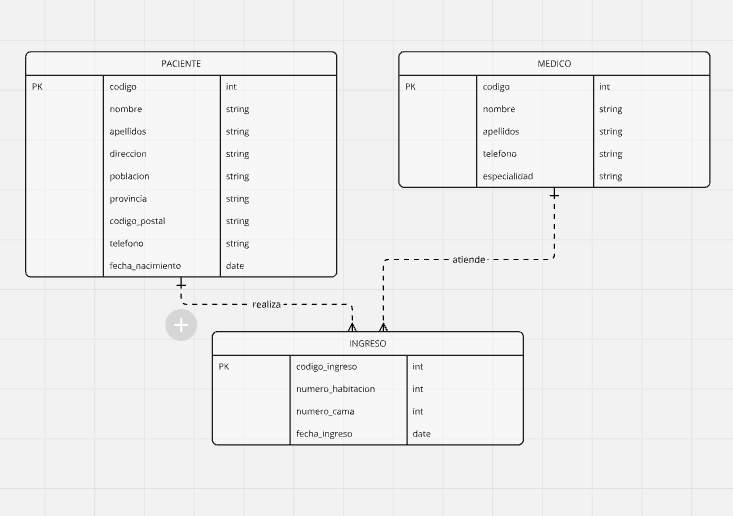 PACIENTE
PK codigo int
nombre string
apellidos string
direccion string
poblacion string
provincia string
codigo_postal string
telefono string
fecha_nacimiento date
MEDICO
PK codigo int
nombre string
apellidos string
telefono string
especialidad string
atiende
realiza
INGRESO
PK codigo_ingreso int
numero_habitacion int
numero_cama int
fecha_ingreso date